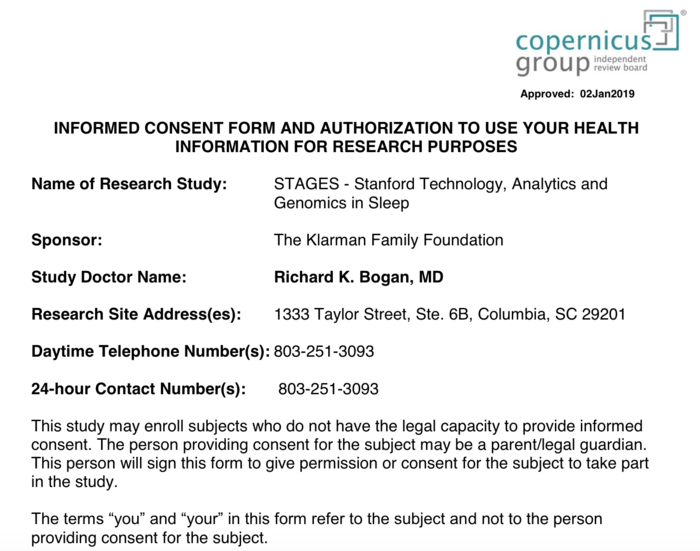 copernicus®
group independent
review board
Approved: 02Jan2019
INFORMED CONSENT FORM AND AUTHORIZATION TO USE YOUR HEALTH
INFORMATION FOR RESEARCH PURPOSES
Name of Research Study: STAGES - Stanford Technology, Analytics and
Genomics in Sleep
Sponsor: The Klarman Family Foundation
Study Doctor Name: Richard K. Bogan, MD
Research Site Address(es): 1333 Taylor Street, Ste. 6B, Columbia, SC 29201
Daytime Telephone Number(s): 803-251-3093
24-hour Contact Number(s): 803-251-3093
This study may enroll subjects who do not have the legal capacity to provide informed
consent. The person providing consent for the subject may be a parent/legal guardian.
This person will sign this form to give permission or consent for the subject to take part
in the study.
The terms “you” and “your” in this form refer to the subject and not to the person
providing consent for the subject.